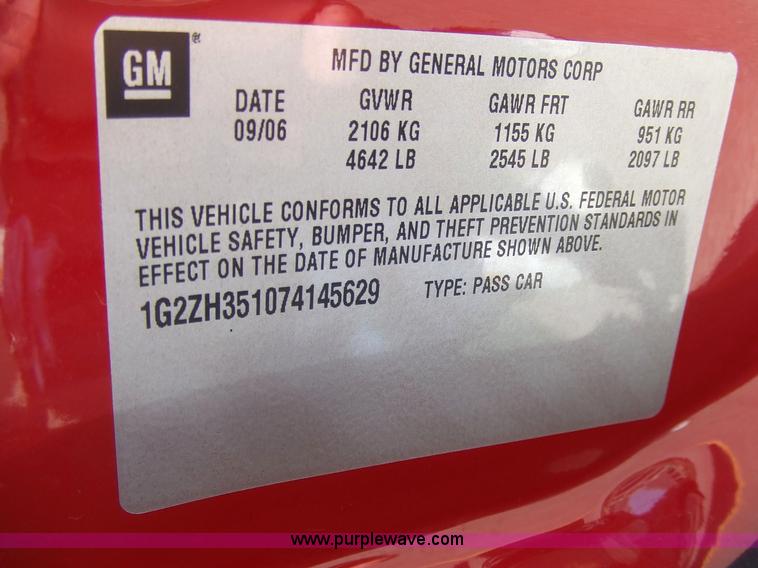 GM®
MFD BY GENERAL MOTORS CORP
DATE GVWR GAWR FRT GAWR RR
09/06 2106 KG 1155 KG 951 KG
4642 LB 2545 LB 2097 LB
THIS VEHICLE CONFORMS TO ALL APPLICABLE U.S. FEDERAL MOTOR
VEHICLE SAFETY, BUMPER, AND THEFT PREVENTION STANDARDS IN
EFFECT ON THE DATE OF MANUFACTURE SHOWN ABOVE.
1G2ZH351074145629 TYPE: PASS CAR
www.purplewave.com